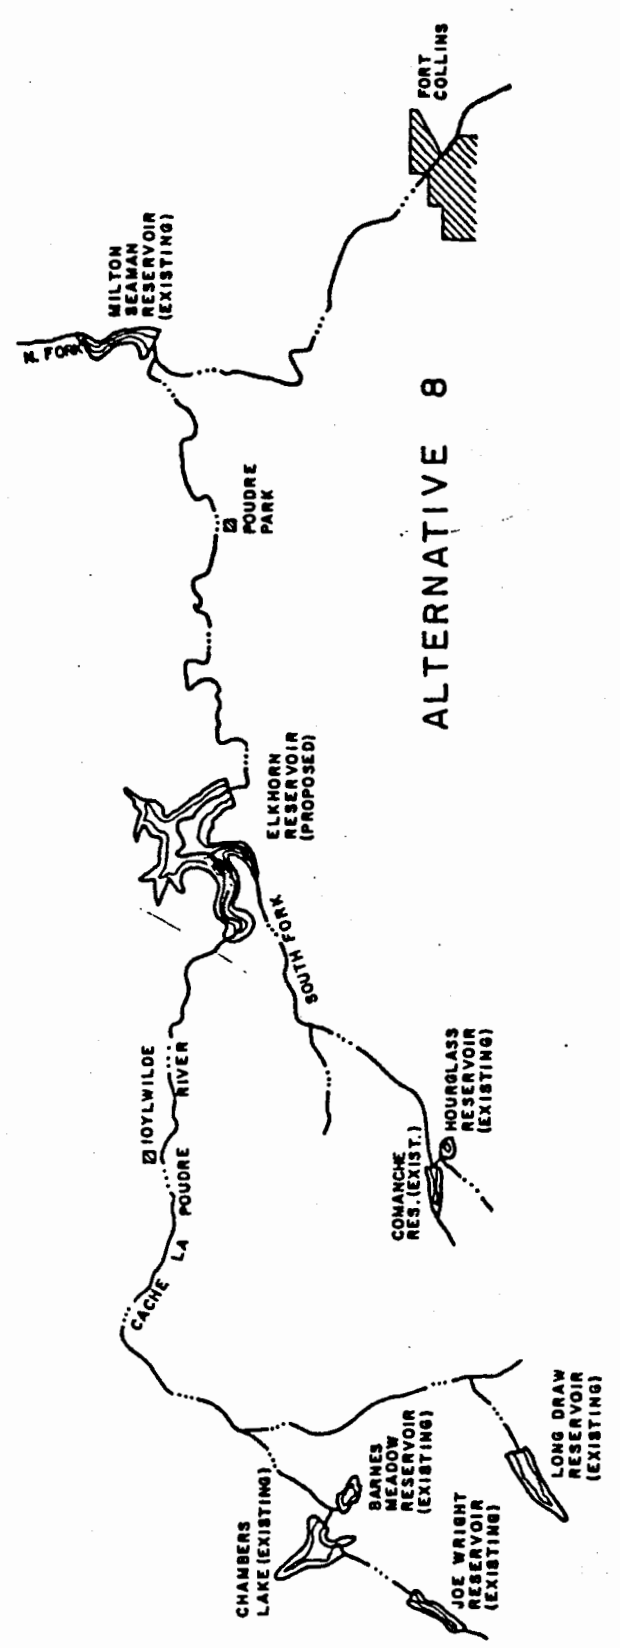 CHAMBERS
LAKE (EXISTING)
JOE WRIGHT
RESERVOIR
(EXISTING)
BARNES
MEADOW
RESERVOIR
(EXISTING)
LONG DRAW
RESERVOIR
(EXISTING)
CACHE LA POUDRE RIVER
IDYLWILDE
COMANCHE
RES. (EXIST.)
HOURGLASS
RESERVOIR
(EXISTING)
SOUTH FORK
ELKHORN
RESERVOIR
(PROPOSED)
POUDRE
PARK
N. FORK
MILTON
SEAMAN
RESERVOIR
(EXISTING)
FORT
COLLINS
ALTERNATIVE 8